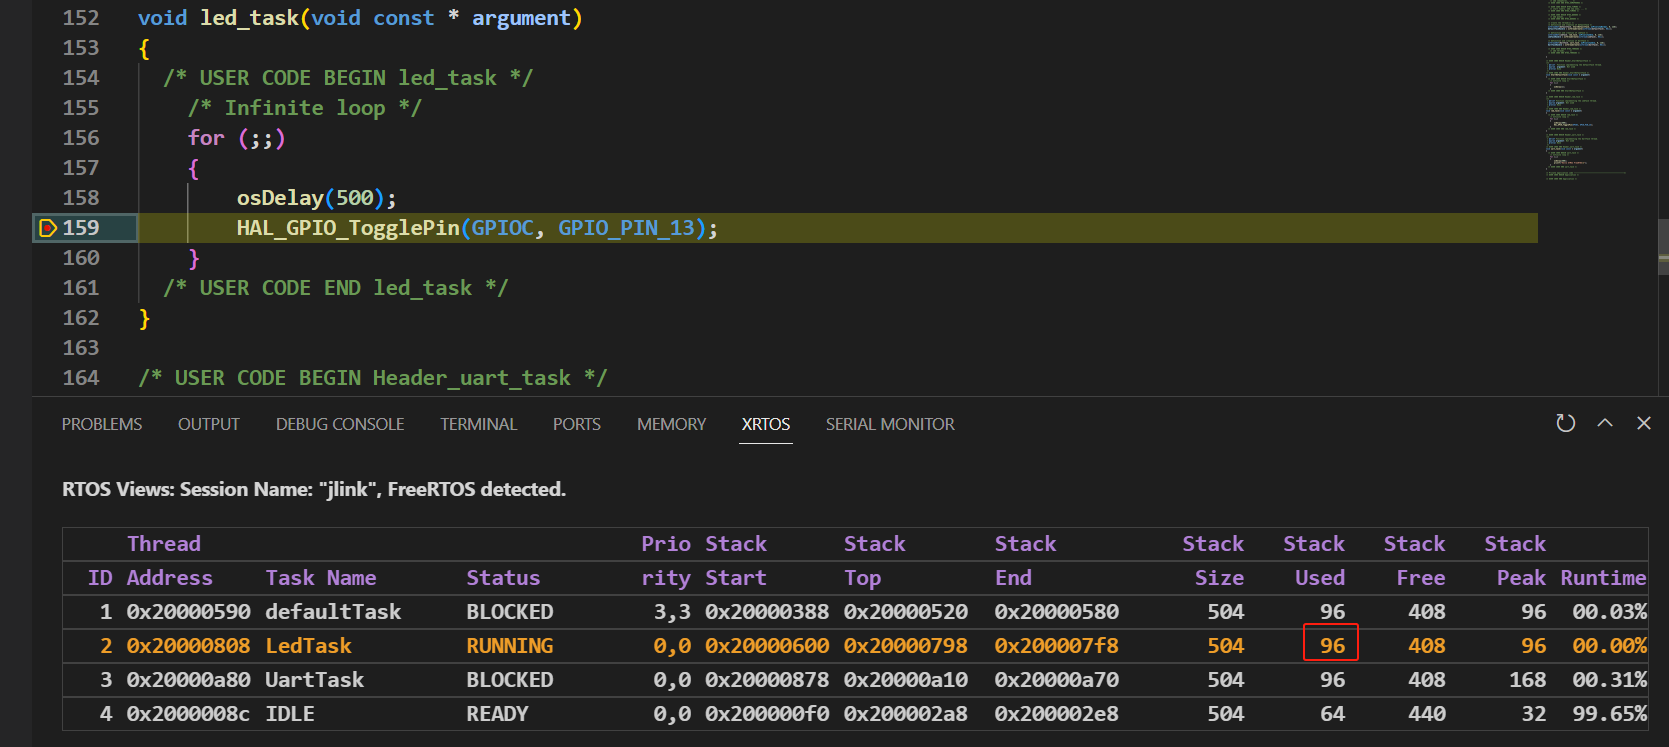 152 void led_task(void const * argument)
153 {
154 /* USER CODE BEGIN led_task */
155 /* Infinite loop */
156 for (;;)
157 {
158 osDelay(500);
159 HAL_GPIO_TogglePin(GPIOC, GPIO_PIN_13);
160 }
161 /* USER CODE END led_task */
162 }
163
164 /* USER CODE BEGIN Header_uart_task */
PROBLEMS OUTPUT DEBUG CONSOLE TERMINAL PORTS MEMORY XRTOS SERIAL MONITOR
RTOS Views: Session Name: "jlink", FreeRTOS detected.
Thread Prio Stack Stack Stack Stack Stack Stack Stack
ID Address Task Name Status rity Start Top End Size Used Free Peak Runtime
1 0x20000590 defaultTask BLOCKED 3,3 0x20000388 0x20000520 0x20000580 504 96 408 96 00.03%
2 0x20000808 LedTask RUNNING 0,0 0x20000600 0x20000798 0x200007f8 504 96 408 96 00.00%
3 0x20000a80 UartTask BLOCKED 0,0 0x20000878 0x20000a10 0x20000a70 504 96 408 168 00.31%
4 0x2000008c IDLE READY 0,0 0x200000f0 0x200002a8 0x200002e8 504 64 440 32 99.65%